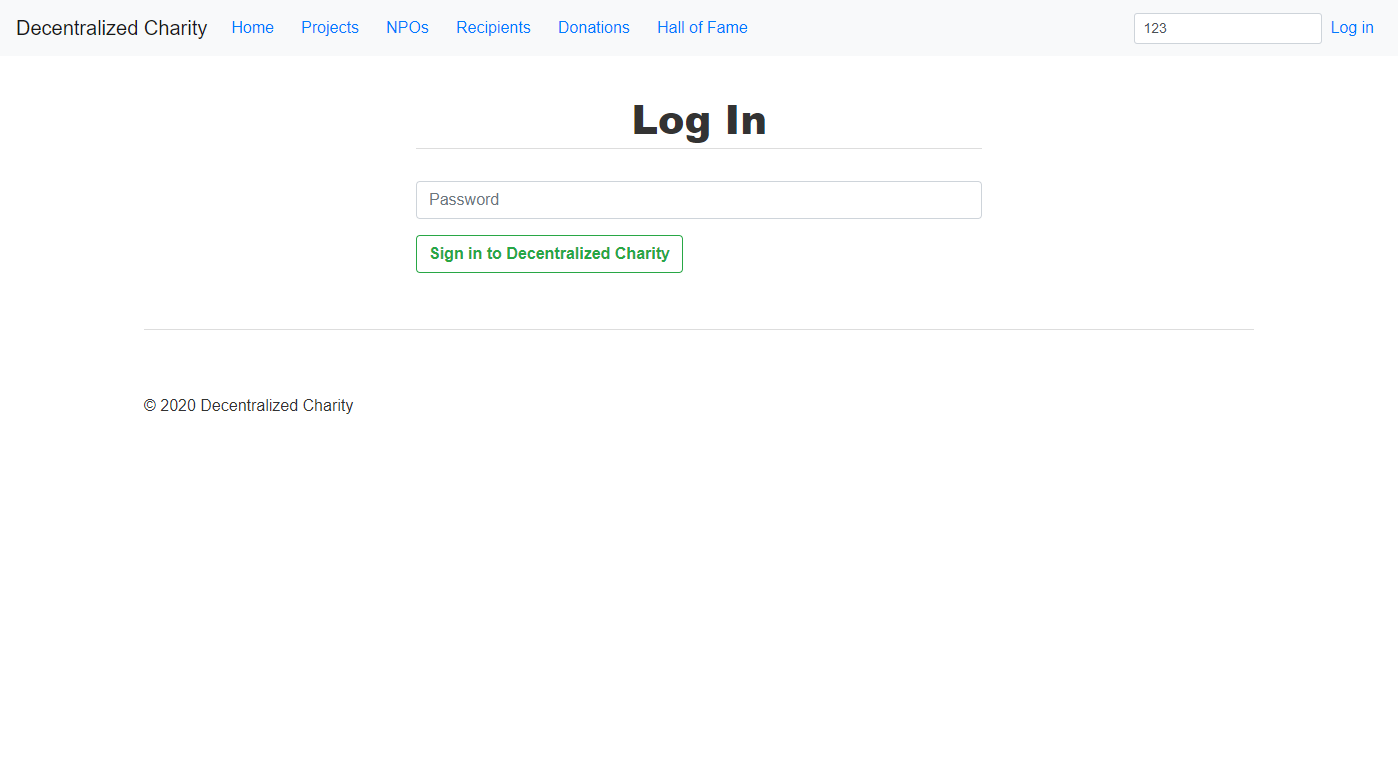 Decentralized Charity Home Projects NPOs Recipients Donations Hall of Fame 123 Log in
Log In
Password
Sign in to Decentralized Charity
© 2020 Decentralized Charity